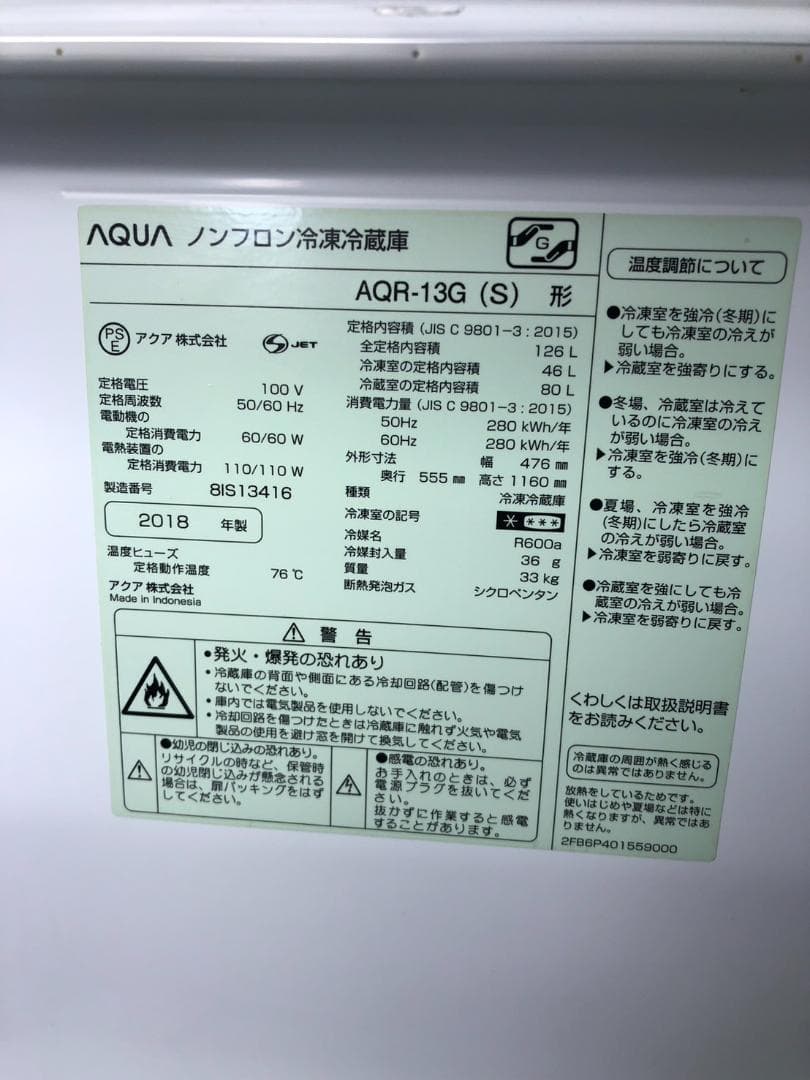 AQUA ノンフロン冷凍冷蔵庫
G
AQR-13G (S) 形
PS
E
アクア 株式会社
S JET
定格電圧 100 V
定格周波数 50/60 Hz
電動機の
定格消費電力 60/60 W
電熱装置の
定格消費電力 110/110 W
製造番号 8IS13416
2018 年製
温度ヒューズ
定格動作温度 76 ℃
アクア 株式会社
Made in Indonesia
定格内容積 (JIS C 9801-3 : 2015)
全定格内容積 126 L
冷凍室の定格内容積 46 L
冷蔵室の定格内容積 80 L
消費電力量 (JIS C 9801-3 : 2015)
50Hz 280 kWh/年
60Hz 280 kWh/年
外形寸法 幅 476 ㎜
奥行 555 ㎜ 高さ 1160 ㎜
種類 冷凍冷蔵庫
冷凍室の記号 * ***
冷媒名 R600a
冷媒封入量 36 g
質量 33 kg
断熱発泡ガス シクロペンタン
警 告
●発火・爆発の恐れあり
・冷蔵庫の背面や側面にある冷却回路(配管)を傷つけ
ないでください。
・庫内では電気製品を使用しないでください。
・冷却回路を傷つけたときは冷蔵庫に触れず火気や電気
製品の使用を避け窓を開けて換気してください。
●幼児の閉じ込みの恐れあり。
リサイクルの時など、保管時
の幼児閉じ込みが懸念される
場合は、扉パッキングをはず
してください。
●感電の恐れあり。
お手入れのときは、必ず
電源プラグを抜いてくだ
さい。
抜かずに作業すると感電
することがあります。
温度調節について
●冷凍室を強冷(冬期)に
しても冷凍室の冷えが
弱い場合。
▶冷蔵室を強寄りにする。
●冬場、冷蔵室は冷えて
いるのに冷凍室の冷え
が弱い場合。
▶冷凍室を強冷(冬期)に
する。
●夏場、冷凍室を強冷
(冬期)にしたら冷蔵室
の冷えが弱い場合。
▶冷凍室を弱寄りに戻す。
●冷蔵室を強にしても冷
蔵室の冷えが弱い場合。
▶冷凍室を弱寄りに戻す。
くわしくは取扱説明書
をお読みください。
冷蔵庫の周囲が熱く感じる
のは異常ではありません。
放熱をしているためです。
使いはじめや夏場などは特に
熱くなりますが、異常ではあ
りません。
2FB6P401559000